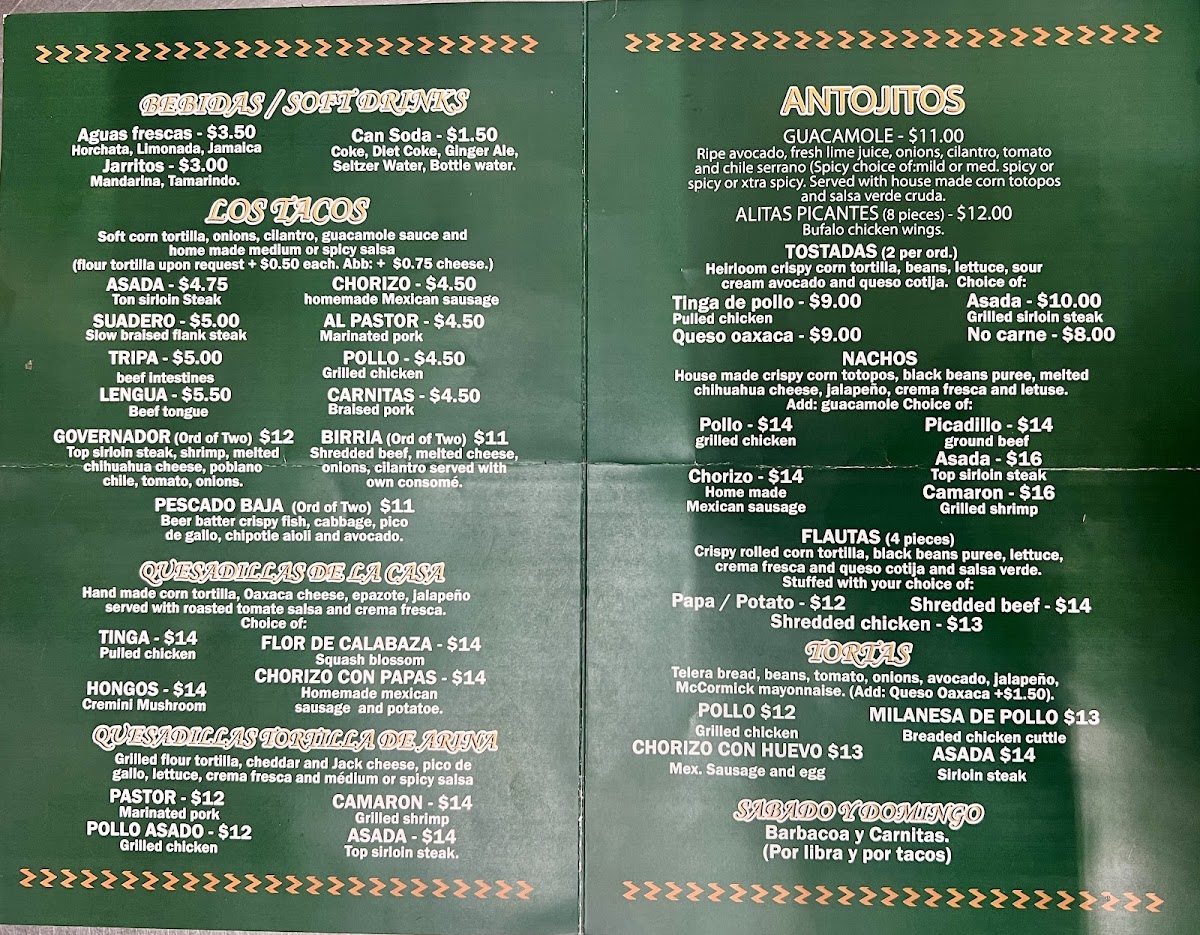 BEBIDAS / SOFT DRINKS
Aguas frescas - $3.50
Horchata, Limonada, Jamaica
Jarritos - $3.00
Mandarina, Tamarindo.
Can Soda - $1.50
Coke, Diet Coke, Ginger Ale,
Seltzer Water, Bottle water.
LOS TACOS
Soft corn tortilla, onions, cilantro, guacamole sauce and
home made medium or spicy salsa
(flour tortilla upon request + $0.50 each. Abb: + $0.75 cheese.)
ASADA - $4.75
Ton sirloin Steak
CHORIZO - $4.50
homemade Mexican sausage
SUADERO - $5.00
Slow braised flank steak
AL PASTOR - $4.50
Marinated pork
TRIPA - $5.00
beef intestines
POLLO - $4.50
Grilled chicken
LENGUA - $5.50
Beef tongue
CARNITAS - $4.50
Braised pork
GOVERNADOR (Ord of Two) $12
Top sirloin steak, shrimp, melted
chihuahua cheese, poblano
chile, tomato, onions.
BIRRIA (Ord of Two) $11
Shredded beef, melted cheese,
onions, cilantro served with
own consomé.
PESCADO BAJA (Ord of Two) $11
Beer batter crispy fish, cabbage, pico
de gallo, chipotle aioli and avocado.
QUESADILLAS DE LA CASA
Hand made corn tortilla, Oaxaca cheese, epazote, jalapeño
served with roasted tomate salsa and crema fresca.
Choice of:
TINGA - $14
Pulled chicken
FLOR DE CALABAZA - $14
Squash blossom
HONGOS - $14
Cremini Mushroom
CHORIZO CON PAPAS - $14
Homemade mexican
sausage and potatoe.
QUESADILLAS TORTILLA DE ARINA
Grilled flour tortilla, cheddar and Jack cheese, pico de
gallo, lettuce, crema fresca and médium or spicy salsa
PASTOR - $12
Marinated pork
CAMARON - $14
Grilled shrimp
POLLO ASADO - $12
Grilled chicken
ASADA - $14
Top sirloin steak.
ANTOJITOS
GUACAMOLE - $11.00
Ripe avocado, fresh lime juice, onions, cilantro, tomato
and chile serrano (Spicy choice of:mild or med. spicy or
spicy or xtra spicy. Served with house made corn totopos
and salsa verde cruda.
ALITAS PICANTES (8 pieces) - $12.00
Bufalo chicken wings.
TOSTADAS (2 per ord.)
Heirloom crispy corn tortilla, beans, lettuce, sour
cream avocado and queso cotija. Choice of:
Tinga de pollo - $9.00
Pulled chicken
Asada - $10.00
Grilled sirloin steak
Queso oaxaca - $9.00
No carne - $8.00
NACHOS
House made crispy corn totopos, black beans puree, melted
chihuahua cheese, jalapeño, crema fresca and letuse.
Add: guacamole Choice of:
Pollo - $14
grilled chicken
Picadillo - $14
ground beef
Asada - $16
Top sirloin steak
Chorizo - $14
Home made
Mexican sausage
Camaron - $16
Grilled shrimp
FLAUTAS (4 pieces)
Crispy rolled corn tortilla, black beans puree, lettuce,
crema fresca and queso cotija and salsa verde.
Stuffed with your choice of:
Papa / Potato - $12
Shredded beef - $14
Shredded chicken - $13
TORTAS
Telera bread, beans, tomato, onions, avocado, jalapeño,
McCormick mayonnaise. (Add: Queso Oaxaca +$1.50).
POLLO $12
Grilled chicken
MILANESA DE POLLO $13
Breaded chicken cuttle
CHORIZO CON HUEVO $13
Mex. Sausage and egg
ASADA $14
Sirloin steak
SABADO Y DOMINGO
Barbacoa y Carnitas.
(Por libra y por tacos)